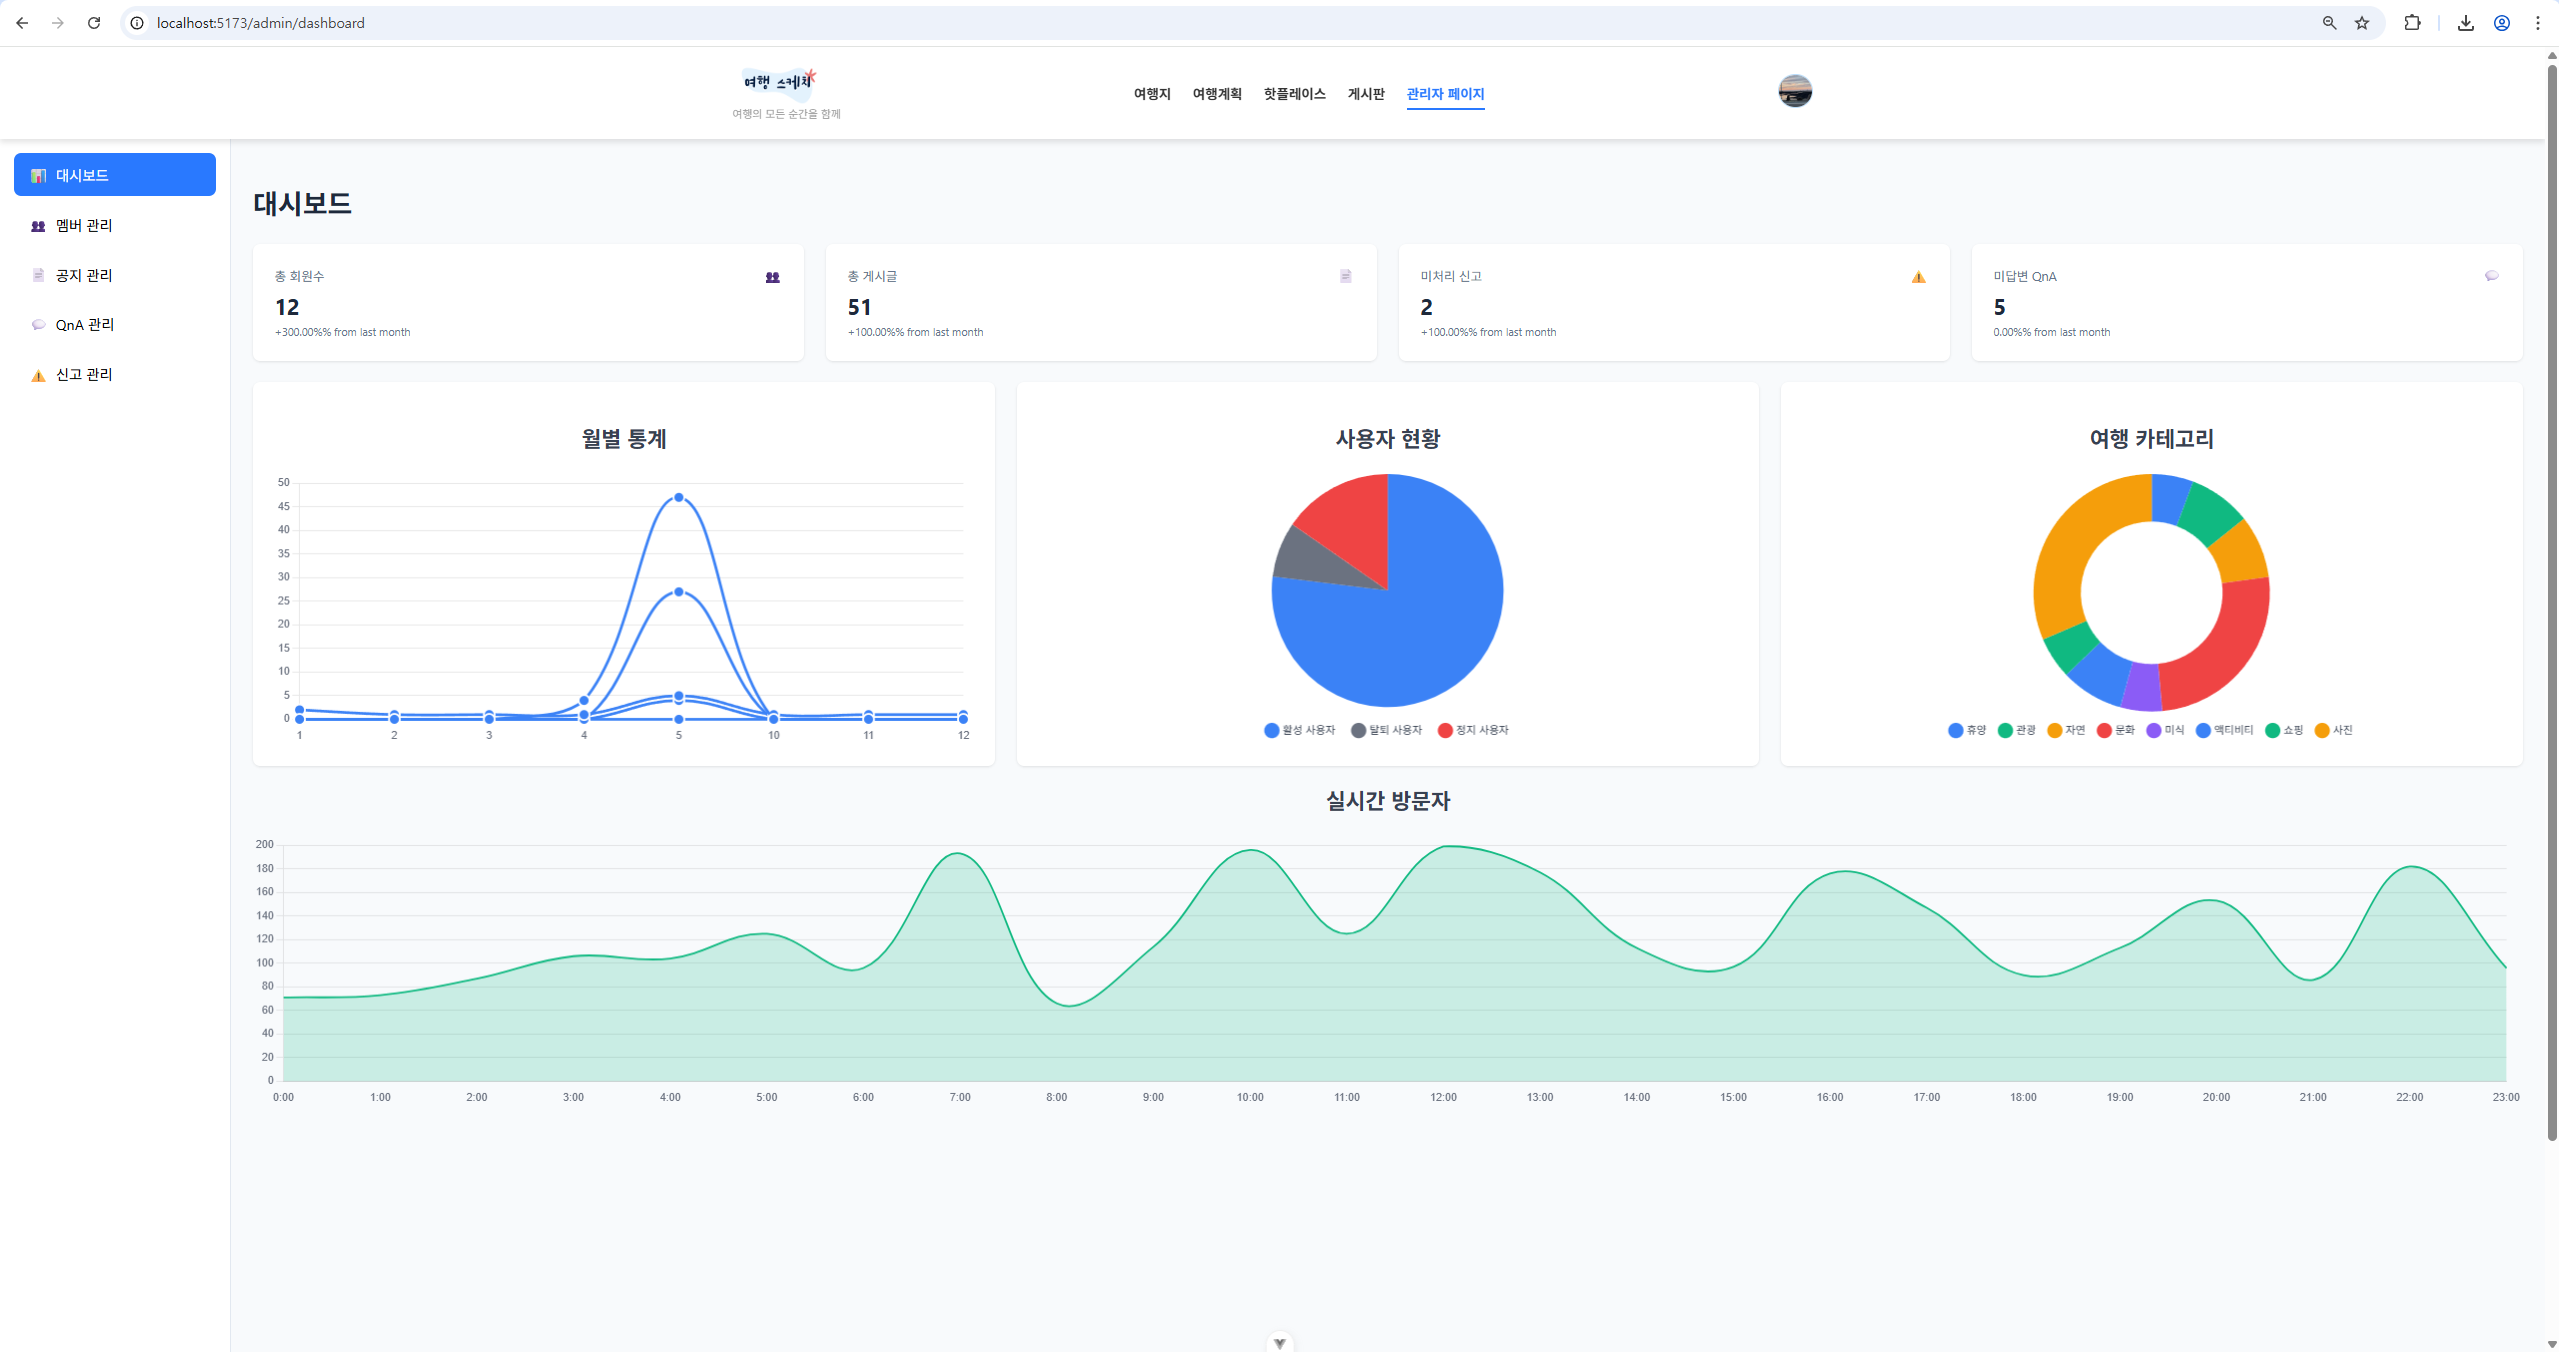 localhost:5173/admin/dashboard
여행 스케치
여행의 모든 순간을 함께
여행지 여행계획 핫플레이스 게시판 관리자 페이지
대시보드
멤버 관리
공지 관리
QnA 관리
신고 관리
대시보드
총 회원수
12
+300.00%% from last month
총 게시글
51
+100.00%% from last month
미처리 신고
2
+100.00%% from last month
미답변 QnA
5
0.00%% from last month
월별 통계
50
45
40
35
30
25
20
15
10
5
0
1 2 3 4 5 10 11 12
사용자 현황
활성 사용자 탈퇴 사용자 정지 사용자
여행 카테고리
휴양 관광 자연 문화 미식 액티비티 쇼핑 사진
실시간 방문자
200
180
160
140
120
100
80
60
40
20
0
0:00 1:00 2:00 3:00 4:00 5:00 6:00 7:00 8:00 9:00 10:00 11:00 12:00 13:00 14:00 15:00 16:00 17:00 18:00 19:00 20:00 21:00 22:00 23:00